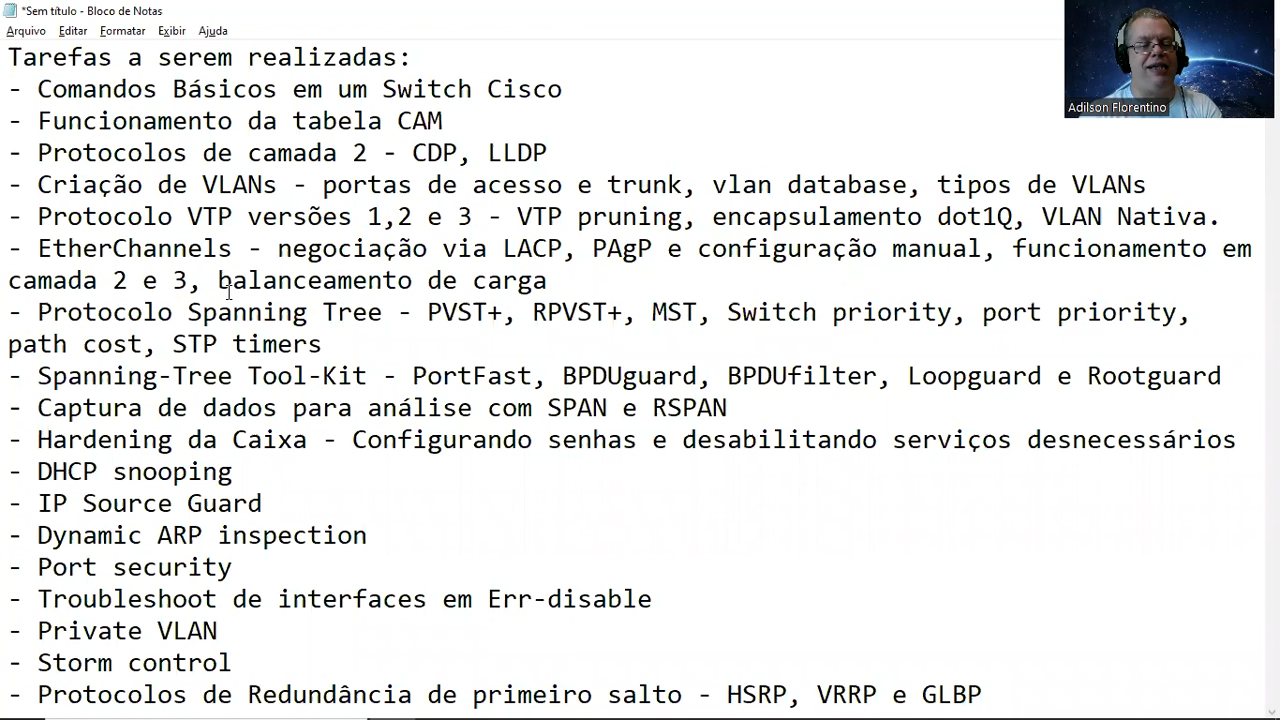 *Sem título - Bloco de Notas
Arquivo Editar Formatar Exibir Ajuda
Tarefas a serem realizadas:
- Comandos Básicos em um Switch Cisco
- Funcionamento da tabela CAM
- Protocolos de camada 2 - CDP, LLDP
- Criação de VLANs - portas de acesso e trunk, vlan database, tipos de VLANs
- Protocolo VTP versões 1,2 e 3 - VTP pruning, encapsulamento dot1Q, VLAN Nativa.
- EtherChannels - negociação via LACP, PAgP e configuração manual, funcionamento em
camada 2 e 3, balanceamento de carga
- Protocolo Spanning Tree - PVST+, RPVST+, MST, Switch priority, port priority,
path cost, STP timers
- Spanning-Tree Tool-Kit - PortFast, BPDUguard, BPDUfilter, Loopguard e Rootguard
- Captura de dados para análise com SPAN e RSPAN
- Hardening da Caixa - Configurando senhas e desabilitando serviços desnecessários
- DHCP snooping
- IP Source Guard
- Dynamic ARP inspection
- Port security
- Troubleshoot de interfaces em Err-disable
- Private VLAN
- Storm control
- Protocolos de Redundância de primeiro salto - HSRP, VRRP e GLBP
Adilson Florentino